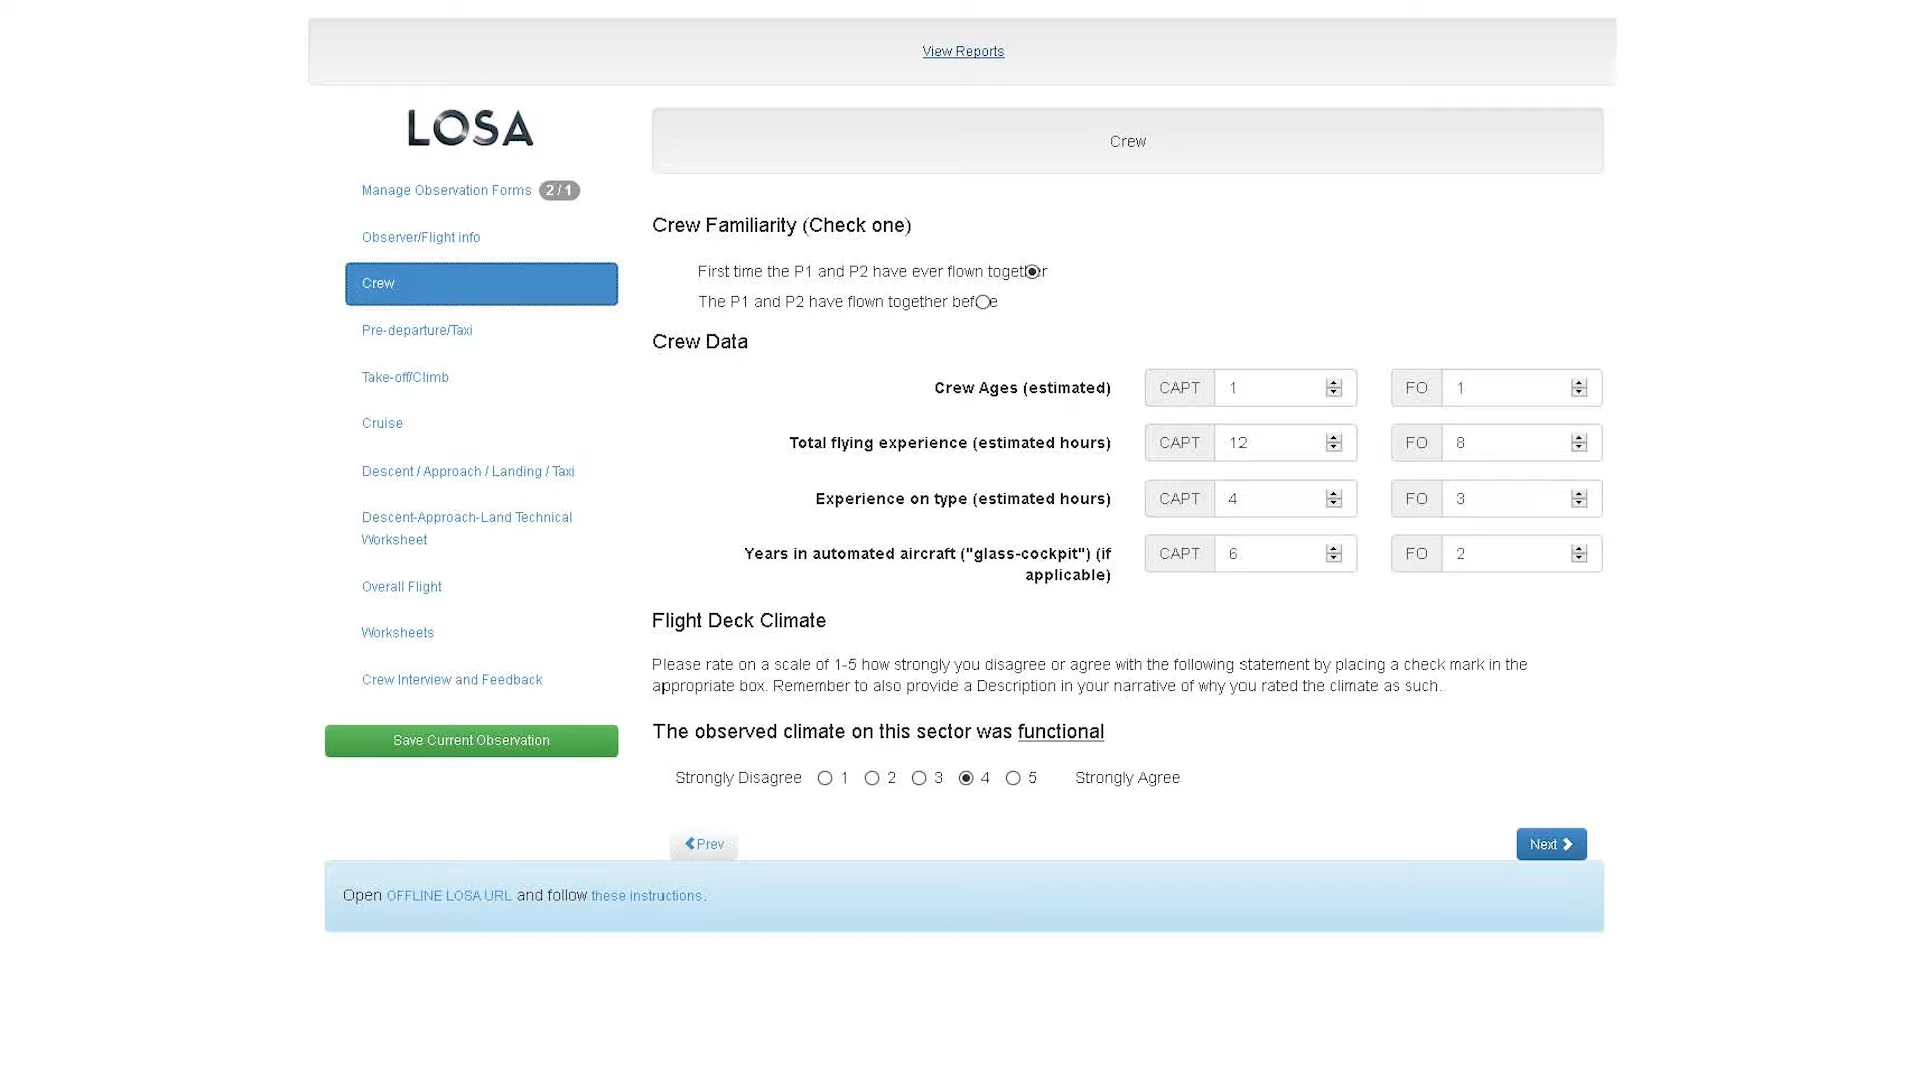 View Reports
LOSA
Crew
Manage Observation Forms 2 / 1
Observer/Flight info
Crew
Pre-departure/Taxi
Take-off/Climb
Cruise
Descent / Approach / Landing / Taxi
Descent-Approach-Land Technical
Worksheet
Overall Flight
Worksheets
Crew Interview and Feedback
Save Current Observation
Crew Familiarity (Check one)
First time the P1 and P2 have ever flown together
The P1 and P2 have flown together before
Crew Data
Crew Ages (estimated) CAPT 1 FO 1
Total flying experience (estimated hours) CAPT 12 FO 8
Experience on type (estimated hours) CAPT 4 FO 3
Years in automated aircraft ("glass-cockpit") (if CAPT 6 FO 2
applicable)
Flight Deck Climate
Please rate on a scale of 1-5 how strongly you disagree or agree with the following statement by placing a check mark in the
appropriate box. Remember to also provide a Description in your narrative of why you rated the climate as such.
The observed climate on this sector was functional
Strongly Disagree 1 2 3 4 5 Strongly Agree
Prev
Next
Open OFFLINE LOSA URL and follow these instructions.